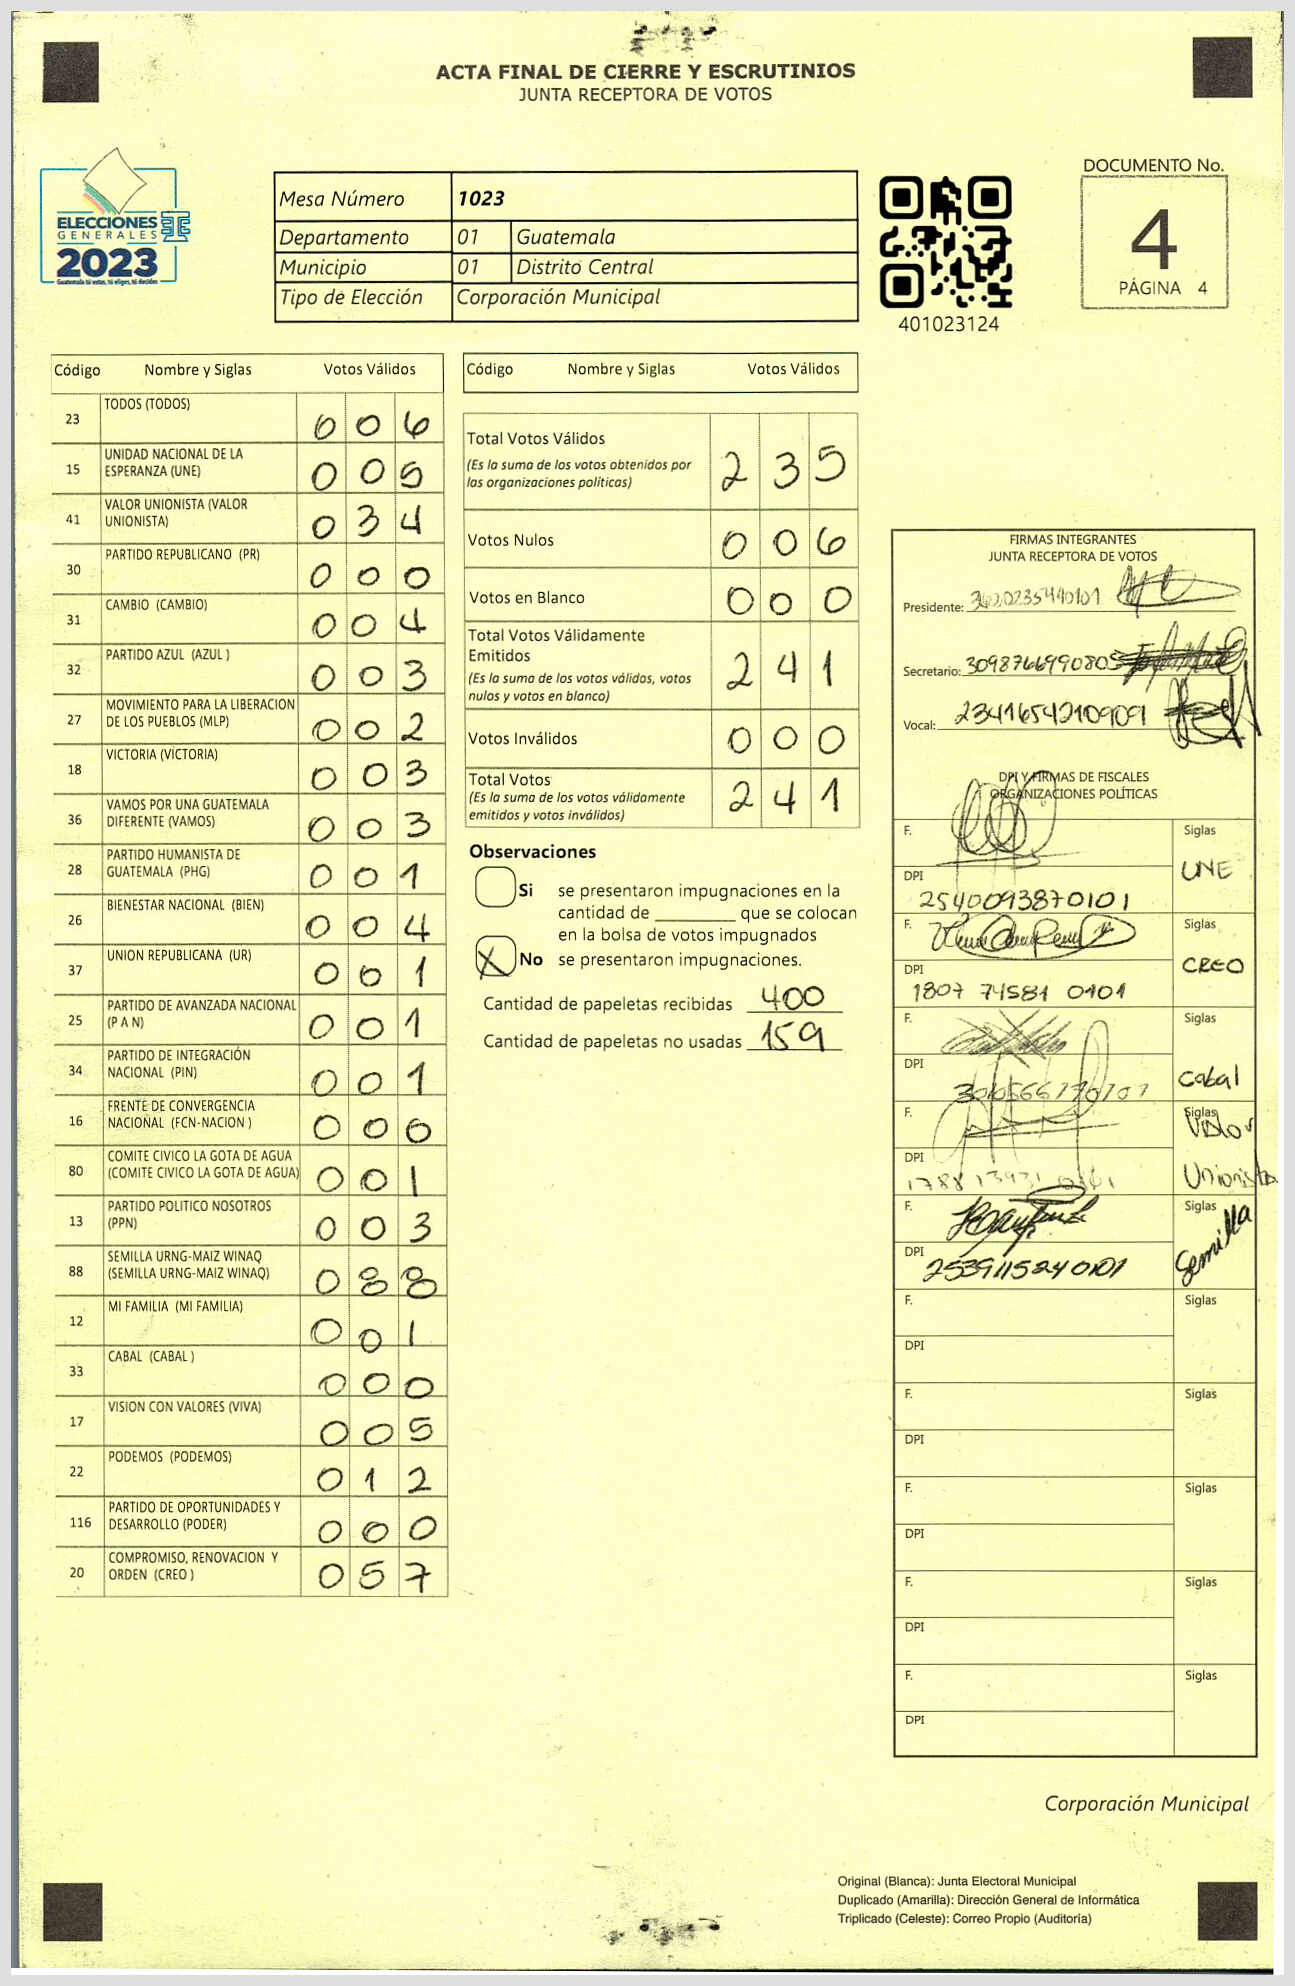 ACTA FINAL DE CIERRE Y ESCRUTINIOS
JUNTA RECEPTORA DE VOTOS
ELECCIONES
GENERALES
2023
Guatemala tú votas, tú eliges, tú decides
Mesa Número 1023
Departamento 01 Guatemala
Municipio 01 Distrito Central
Tipo de Elección Corporación Municipal
401023124
DOCUMENTO No.
4
PÁGINA 4
Código Nombre y Siglas Votos Válidos
23 TODOS (TODOS) 0 0 6
15 UNIDAD NACIONAL DE LA
ESPERANZA (UNE) 0 0 5
41 VALOR UNIONISTA (VALOR
UNIONISTA) 0 3 4
30 PARTIDO REPUBLICANO (PR) 0 0 0
31 CAMBIO (CAMBIO) 0 0 4
32 PARTIDO AZUL (AZUL ) 0 0 3
27 MOVIMIENTO PARA LA LIBERACION
DE LOS PUEBLOS (MLP) 0 0 2
18 VICTORIA (VICTORIA) 0 0 3
36 VAMOS POR UNA GUATEMALA
DIFERENTE (VAMOS) 0 0 3
28 PARTIDO HUMANISTA DE
GUATEMALA (PHG) 0 0 1
26 BIENESTAR NACIONAL (BIEN) 0 0 4
37 UNION REPUBLICANA (UR) 0 0 1
25 PARTIDO DE AVANZADA NACIONAL
(P A N) 0 0 1
34 PARTIDO DE INTEGRACIÓN
NACIONAL (PIN) 0 0 1
16 FRENTE DE CONVERGENCIA
NACIONAL (FCN-NACION ) 0 0 0
80 COMITE CIVICO LA GOTA DE AGUA
(COMITE CIVICO LA GOTA DE AGUA) 0 0 1
13 PARTIDO POLITICO NOSOTROS
(PPN) 0 0 3
88 SEMILLA URNG-MAIZ WINAQ
(SEMILLA URNG-MAIZ WINAQ) 0 8 8
12 MI FAMILIA (MI FAMILIA) 0 0 1
33 CABAL (CABAL ) 0 0 0
17 VISION CON VALORES (VIVA) 0 0 5
22 PODEMOS (PODEMOS) 0 1 2
116 PARTIDO DE OPORTUNIDADES Y
DESARROLLO (PODER) 0 0 0
20 COMPROMISO, RENOVACION Y
ORDEN (CREO ) 0 5 7
Código Nombre y Siglas Votos Válidos
Total Votos Válidos 2 3 5
(Es la suma de los votos obtenidos por
las organizaciones políticas)
Votos Nulos 0 0 6
Votos en Blanco 0 0 0
Total Votos Válidamente
Emitidos 2 4 1
(Es la suma de los votos válidos, votos
nulos y votos en blanco)
Votos Inválidos 0 0 0
Total Votos 2 4 1
(Es la suma de los votos válidamente
emitidos y votos inválidos)
Observaciones
Si se presentaron impugnaciones en la
cantidad de ________ que se colocan
en la bolsa de votos impugnados
X No se presentaron impugnaciones.
Cantidad de papeletas recibidas 400
Cantidad de papeletas no usadas 159
FIRMAS INTEGRANTES
JUNTA RECEPTORA DE VOTOS
Presidente:
Secretario: 3098766990805
Vocal: 2341654210909
DPI Y FIRMAS DE FISCALES
ORGANIZACIONES POLÍTICAS
F. Siglas
UNE
DPI
2540093870101
F. Siglas
CREO
DPI
1807 74581 0101
F. Siglas
Cabal
DPI
F. Siglas
Valor
Unionista
DPI
F. Siglas
Semilla
DPI
2539115240101
F. Siglas
DPI
F. Siglas
DPI
F. Siglas
DPI
F. Siglas
DPI
F. Siglas
DPI
Corporación Municipal
Original (Blanca): Junta Electoral Municipal
Duplicado (Amarilla): Dirección General de Informática
Triplicado (Celeste): Correo Propio (Auditoría)